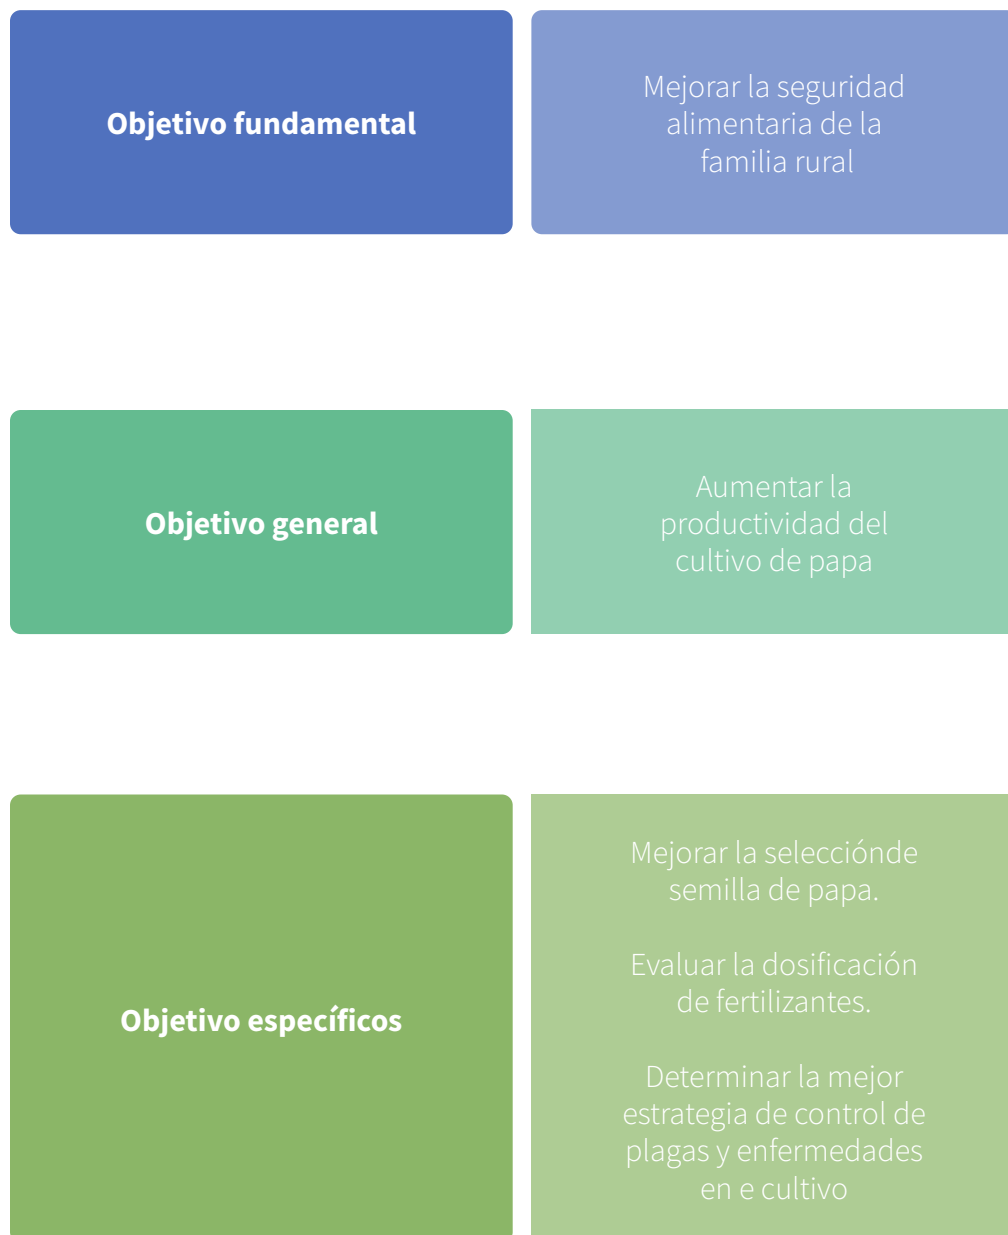 Objetivo fundamental
Mejorar la seguridad
alimentaria de la
familia rural
Objetivo general
Aumentar la
productividad del
cultivo de papa
Objetivo específicos
Mejorar la selecciónde
semilla de papa.
Evaluar la dosificación
de fertilizantes.
Determinar la mejor
estrategia de control de
plagas y enfermedades
en e cultivo